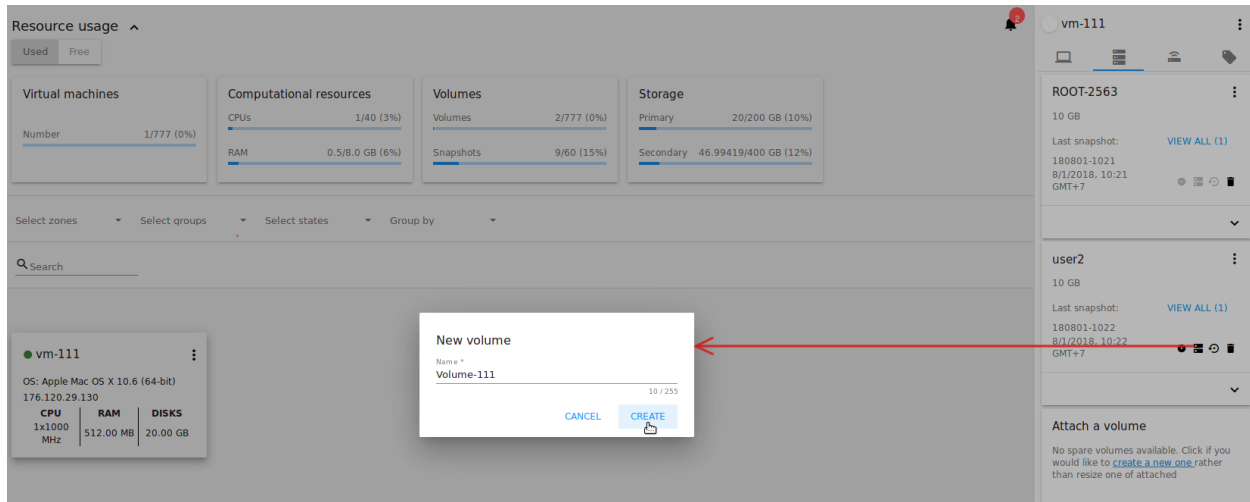 Resource usage
Used Free
Virtual machines
Number 1/777 (0%)
Computational resources
CPUs 1/40 (3%)
RAM 0.5/8.0 GB (6%)
Volumes
Volumes 2/777 (0%)
Snapshots 9/60 (15%)
Storage
Primary 20/200 GB (10%)
Secondary 46.99419/400 GB (12%)
2
Select zones Select groups Select states Group by
Search
vm-111
OS: Apple Mac OS X 10.6 (64-bit)
176.120.29.130
CPU RAM DISKS
1x1000 MHz 512.00 MB 20.00 GB
New volume
Name *
Volume-111
10 / 255
CANCEL CREATE
vm-111
ROOT-2563
10 GB
Last snapshot: VIEW ALL (1)
180801-1021
8/1/2018, 10:21
GMT+7
user2
10 GB
Last snapshot: VIEW ALL (1)
180801-1022
8/1/2018, 10:22
GMT+7
Attach a volume
No spare volumes available. Click if you
would like to create a new one rather
than resize one of attached